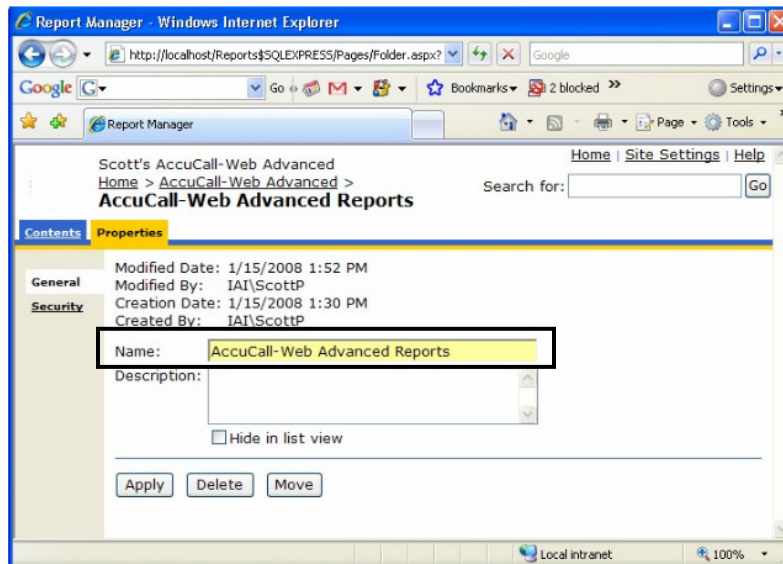 Report Manager - Windows Internet Explorer
http://localhost/Reports$SQLEXPRESS/Pages/Folder.aspx?
Google
Google
G
Go
Bookmarks
2 blocked
Settings
Report Manager
Page
Tools
Scott's AccuCall-Web Advanced
Home | Site Settings | Help
Home > AccuCall-Web Advanced >
AccuCall-Web Advanced Reports
Search for:
Go
Contents
Properties
General
Security
Modified Date: 1/15/2008 1:52 PM
Modified By: IAI\ScottP
Creation Date: 1/15/2008 1:30 PM
Created By: IAI\ScottP
Name: AccuCall-Web Advanced Reports
Description:
Hide in list view
Apply
Delete
Move
Local intranet
100%